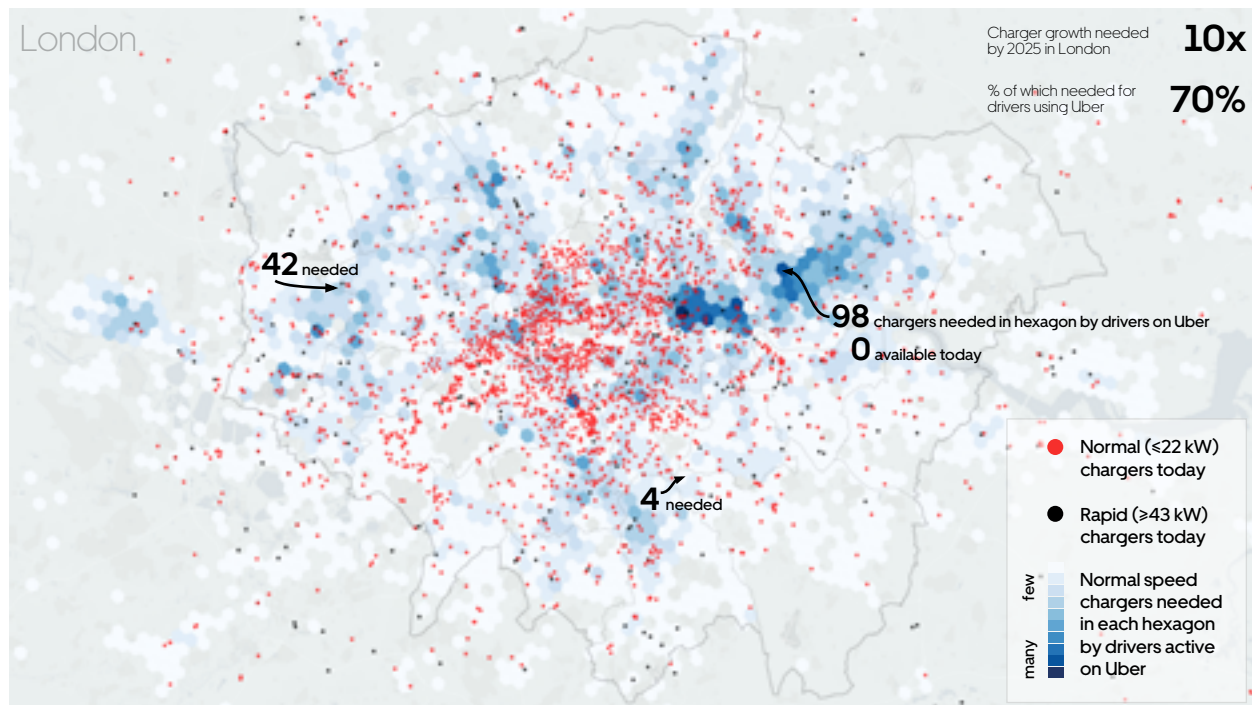 London
Charger growth needed
by 2025 in London
10x
% of which needed for
drivers using Uber
70%
42 needed
98 chargers needed in hexagon by drivers on Uber
0 available today
4 needed
Normal (≤22 kW)
chargers today
Rapid (≥43 kW)
chargers today
few
many
Normal speed
chargers needed
in each hexagon
by drivers active
on Uber